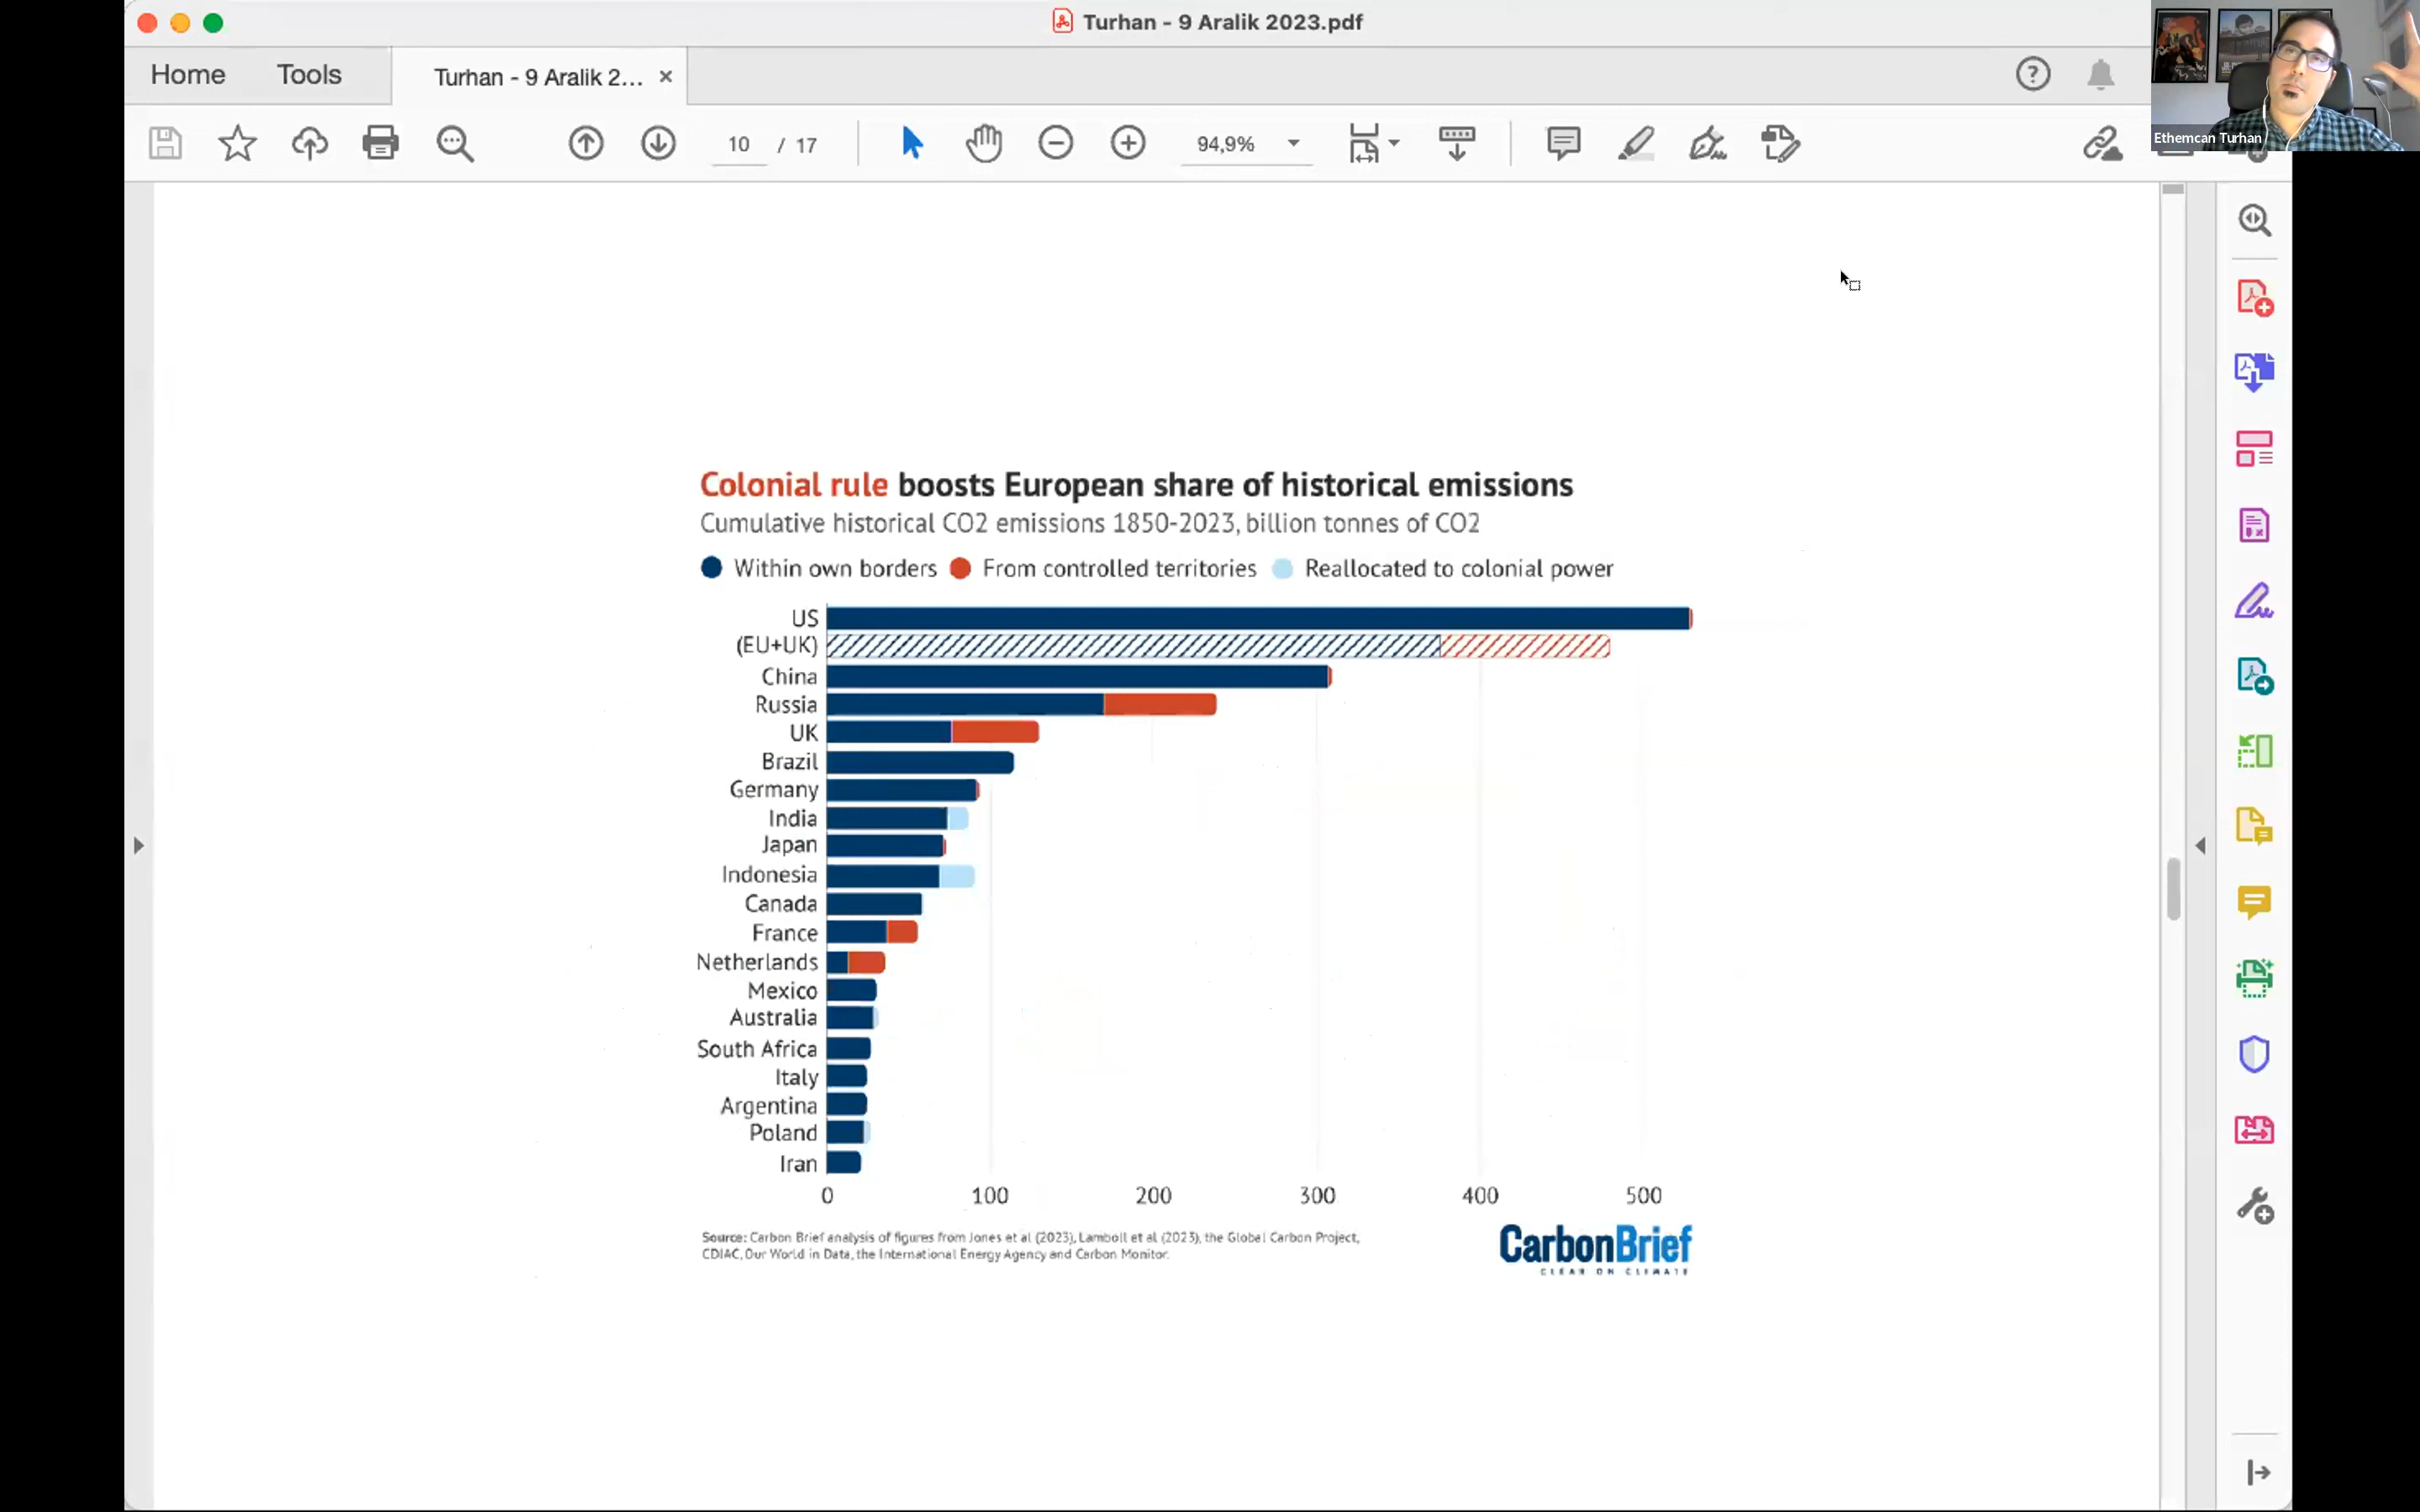 Turhan - 9 Aralik 2023.pdf
Home
Tools
Turhan - 9 Aralik 2...
10 / 17
94,9%
Ethemcan Turhan
Colonial rule boosts European share of historical emissions
Cumulative historical CO2 emissions 1850-2023, billion tonnes of CO2
Within own borders
From controlled territories
Reallocated to colonial power
US
(EU+UK)
China
Russia
UK
Brazil
Germany
India
Japan
Indonesia
Canada
France
Netherlands
Mexico
Australia
South Africa
Italy
Argentina
Poland
Iran
0 100 200 300 400 500
Source: Carbon Brief analysis of figures from Jones et al (2023), Lamboll et al (2023), the Global Carbon Project,
CDIAC, Our World in Data, the International Energy Agency and Carbon Monitor.
CarbonBrief
CLEAR ON CLIMATE